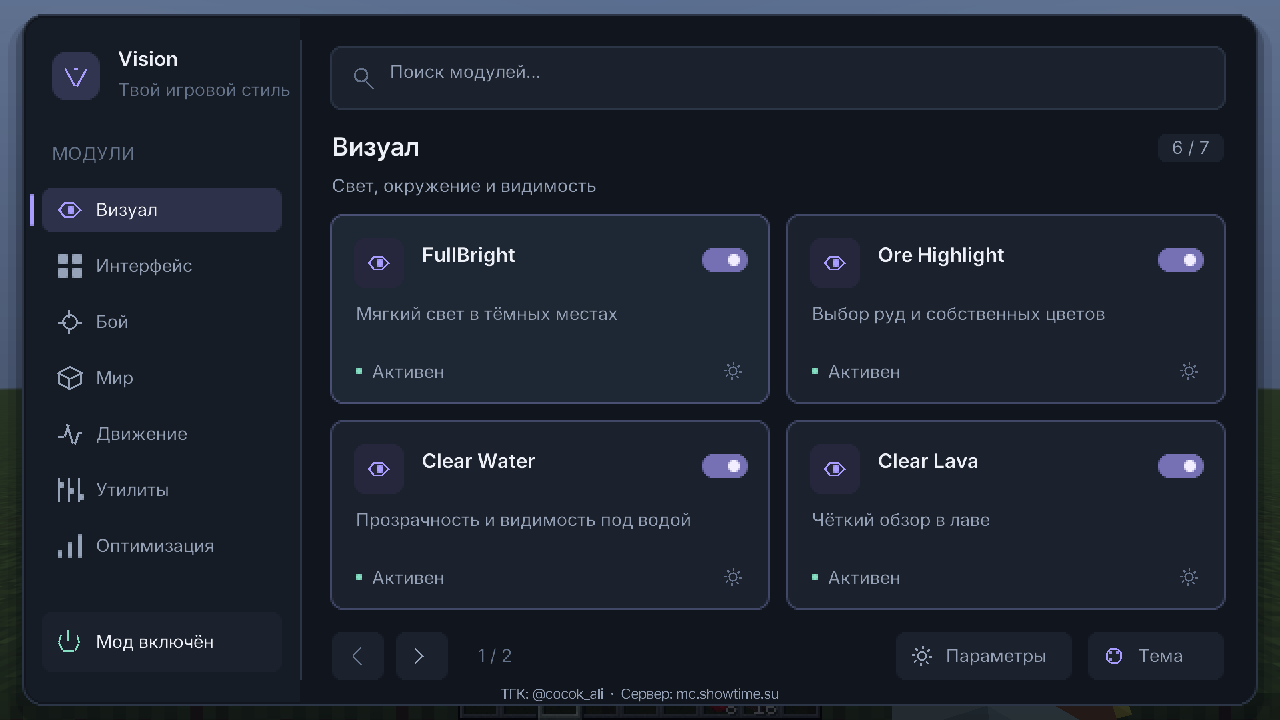 Vision
Твой игровой стиль
МОДУЛИ
Визуал
Интерфейс
Бой
Мир
Движение
Утилиты
Оптимизация
Мод включён
Поиск модулей...
Визуал
6 / 7
Свет, окружение и видимость
FullBright
Мягкий свет в тёмных местах
Активен
Ore Highlight
Выбор руд и собственных цветов
Активен
Clear Water
Прозрачность и видимость под водой
Активен
Clear Lava
Чёткий обзор в лаве
Активен
1 / 2
Параметры
Тема
ТГК: @cocok_ali · Сервер: mc.showtime.su